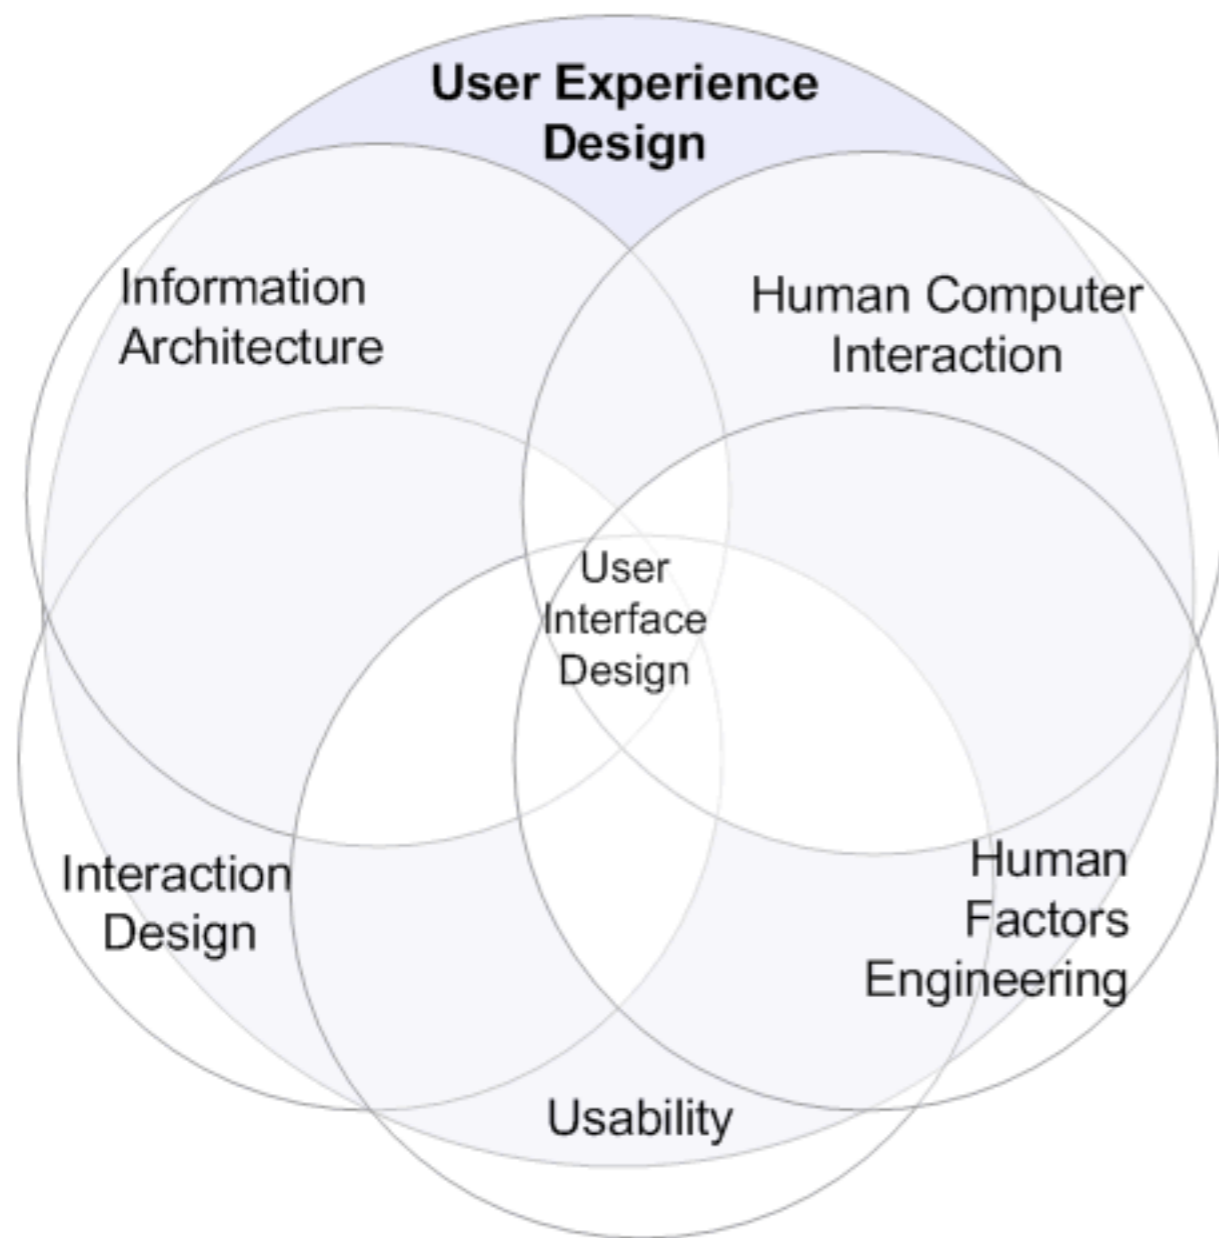 User Experience
Design
Information
Architecture
Human Computer
Interaction
User
Interface
Design
Interaction
Design
Human
Factors
Engineering
Usability